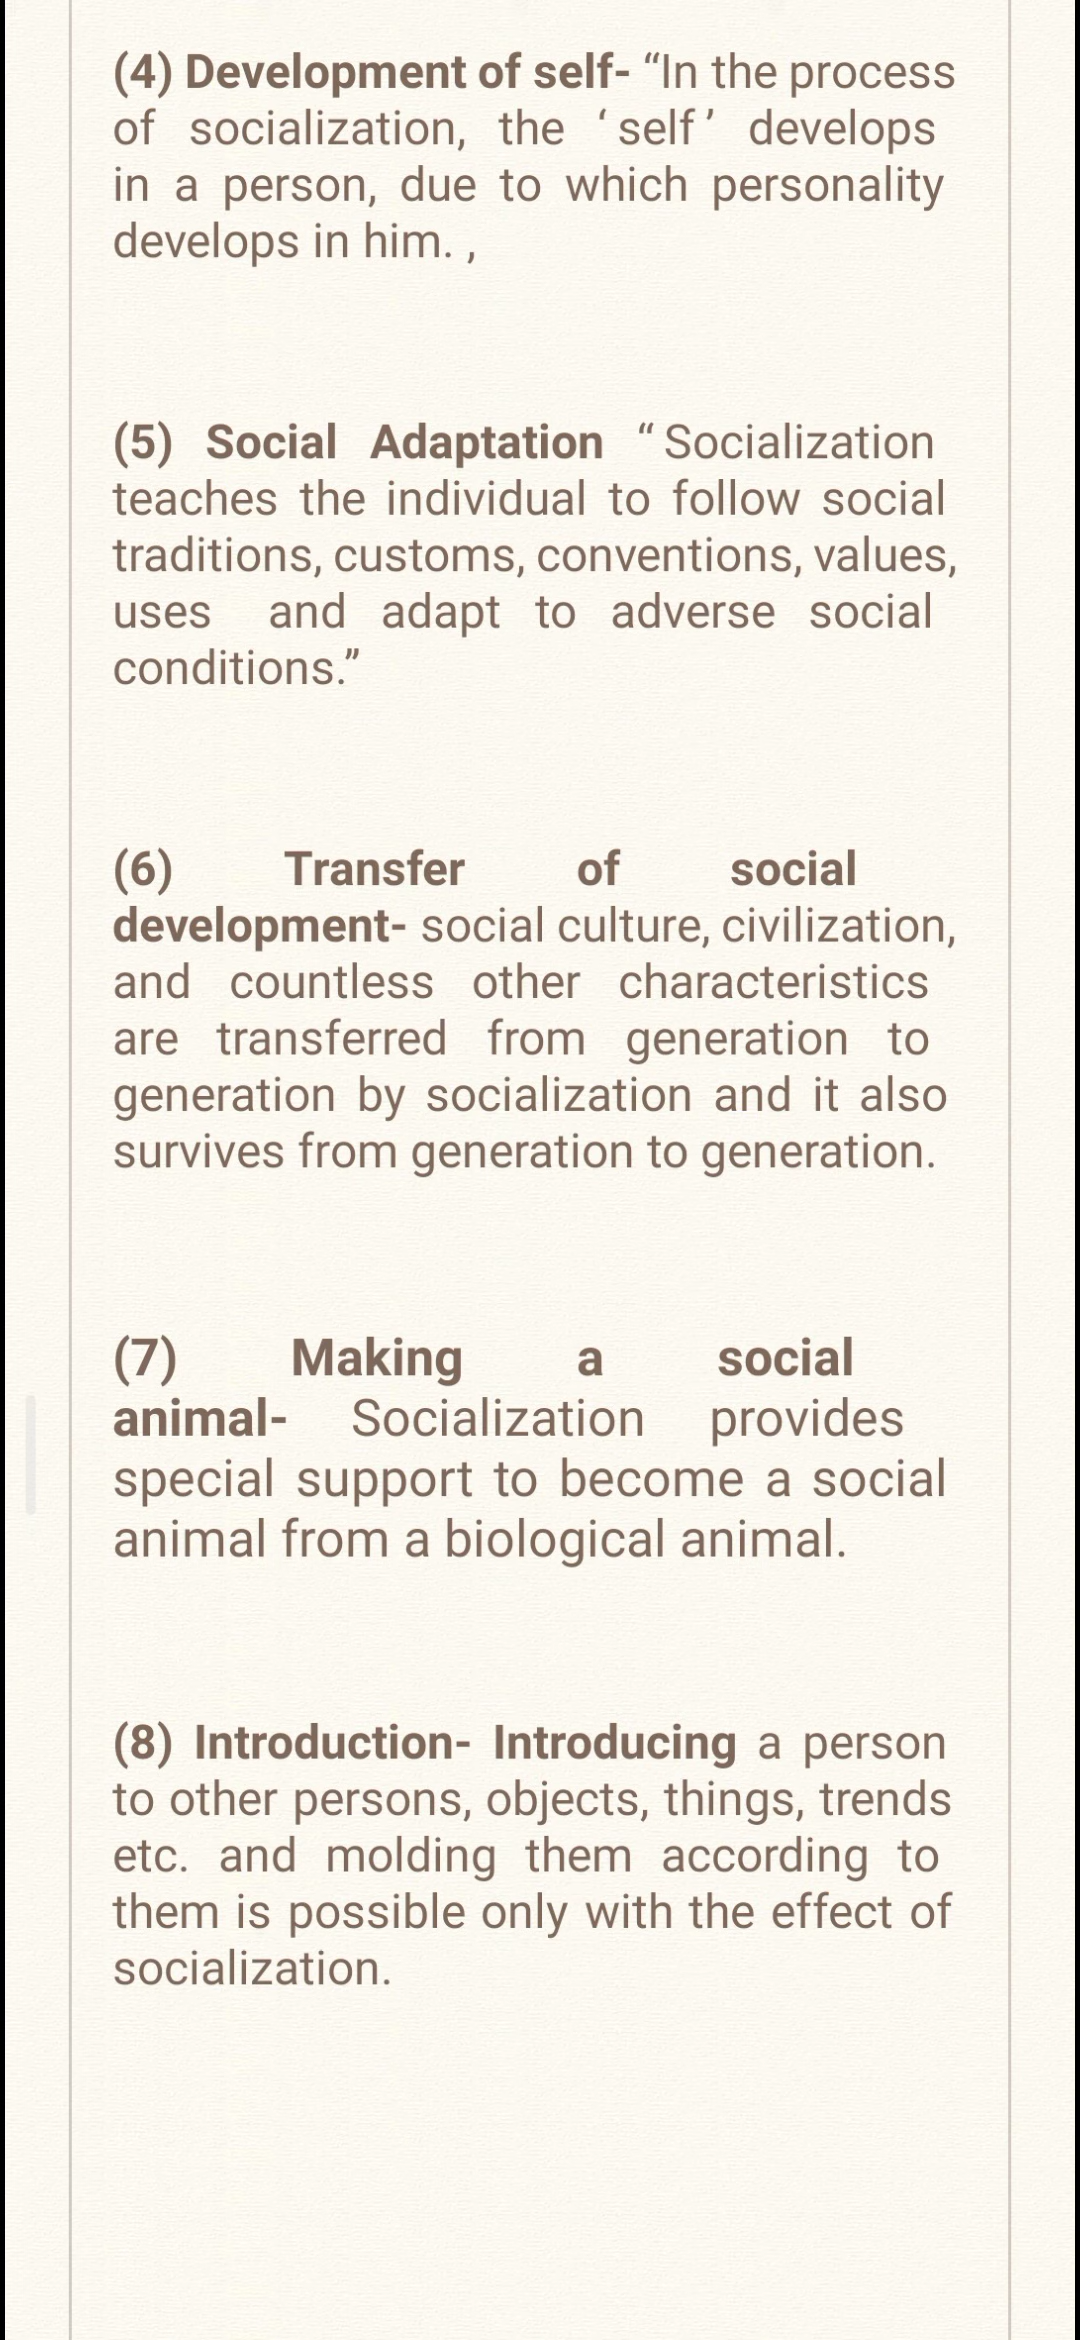 (4) Development of self- “In the process
of socialization, the ‘ self ’ develops
in a person, due to which personality
develops in him. ,
(5) Social Adaptation “ Socialization
teaches the individual to follow social
traditions, customs, conventions, values,
uses and adapt to adverse social
conditions.”
(6) Transfer of social
development- social culture, civilization,
and countless other characteristics
are transferred from generation to
generation by socialization and it also
survives from generation to generation.
(7) Making a social
animal- Socialization provides
special support to become a social
animal from a biological animal.
(8) Introduction- Introducing a person
to other persons, objects, things, trends
etc. and molding them according to
them is possible only with the effect of
socialization.